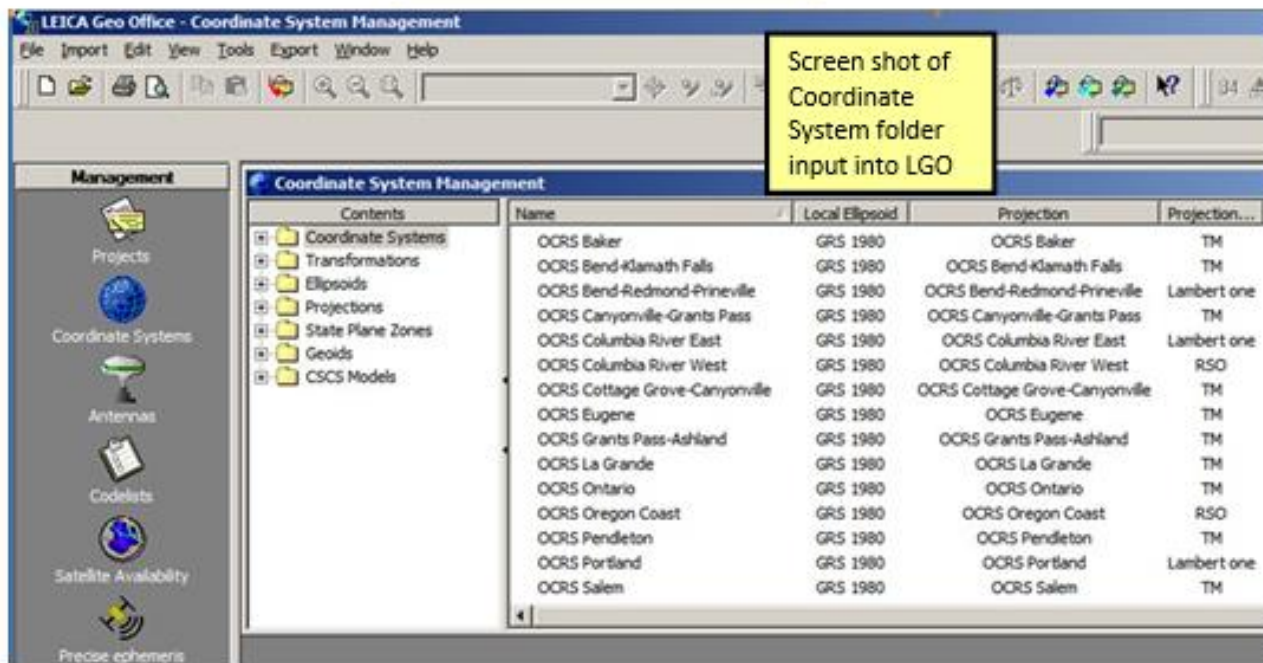 LEICA Geo Office - Coordinate System Management
File Import Edit View Tools Export Window Help
Screen shot of
Coordinate
System folder
input into LGO
34
Management
Projects
Coordinate Systems
Antennas
Codelists
Satellite Availability
Precise ephemeris
Coordinate System Management
Contents
Coordinate Systems
Transformations
Ellipsoids
Projections
State Plane Zones
Geoids
CSCS Models
Name Local Ellipsoid Projection Projection...
OCRS Baker GRS 1980 OCRS Baker TM
OCRS Bend-Klamath Falls GRS 1980 OCRS Bend-Klamath Falls TM
OCRS Bend-Redmond-Prineville GRS 1980 OCRS Bend-Redmond-Prineville Lambert one
OCRS Canyonville-Grants Pass GRS 1980 OCRS Canyonville-Grants Pass TM
OCRS Columbia River East GRS 1980 OCRS Columbia River East Lambert one
OCRS Columbia River West GRS 1980 OCRS Columbia River West RSO
OCRS Cottage Grove-Canyonville GRS 1980 OCRS Cottage Grove-Canyonville TM
OCRS Eugene GRS 1980 OCRS Eugene TM
OCRS Grants Pass-Ashland GRS 1980 OCRS Grants Pass-Ashland TM
OCRS La Grande GRS 1980 OCRS La Grande TM
OCRS Ontario GRS 1980 OCRS Ontario TM
OCRS Oregon Coast GRS 1980 OCRS Oregon Coast RSO
OCRS Pendleton GRS 1980 OCRS Pendleton TM
OCRS Portland GRS 1980 OCRS Portland Lambert one
OCRS Salem GRS 1980 OCRS Salem TM